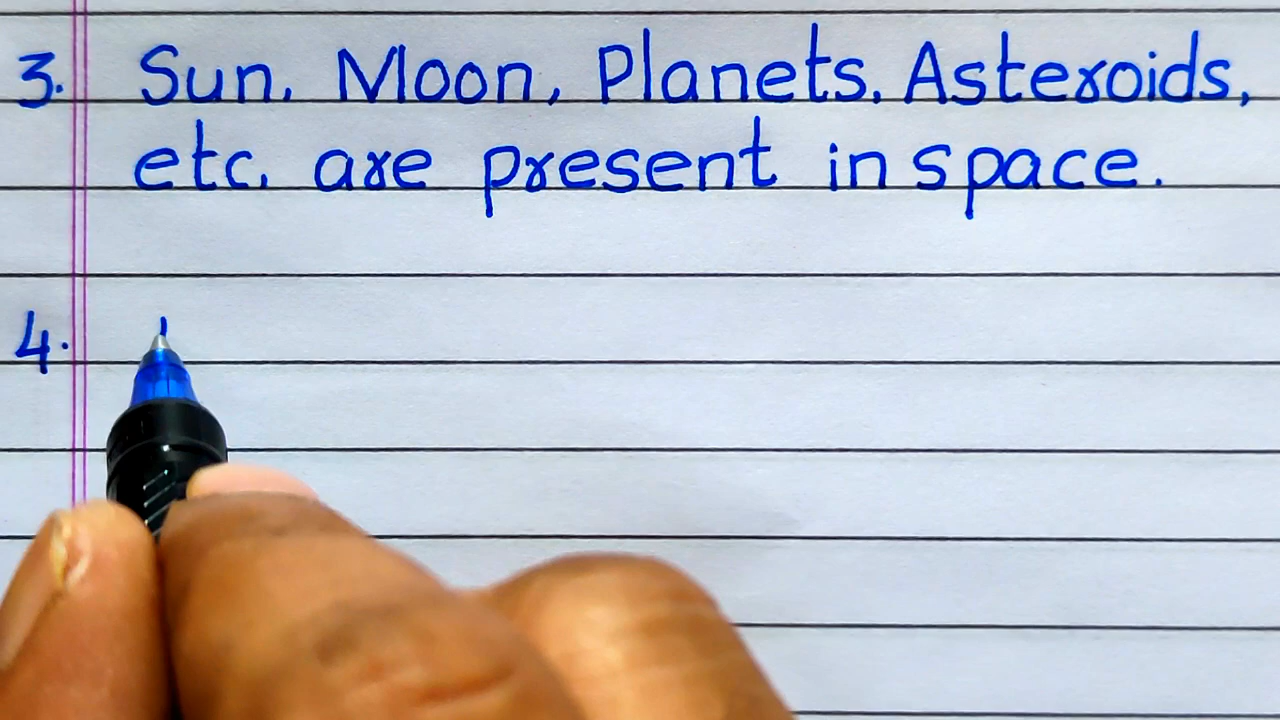 3. Sun, Moon, Planets, Asteroids,
etc. are present in space.
4.